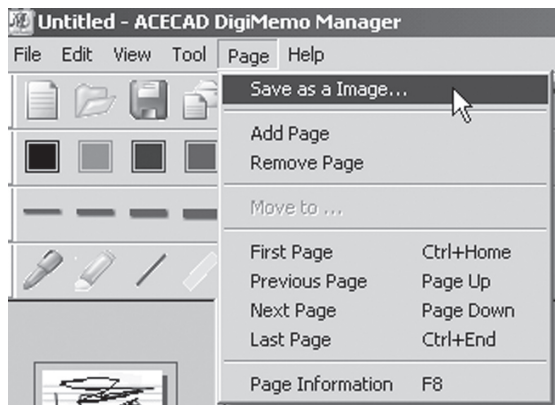 Untitled - ACECAD DigiMemo Manager
File Edit View Tool Page Help
Save as a Image...
Add Page
Remove Page
Move to ...
First Page Ctrl+Home
Previous Page Page Up
Next Page Page Down
Last Page Ctrl+End
Page Information F8